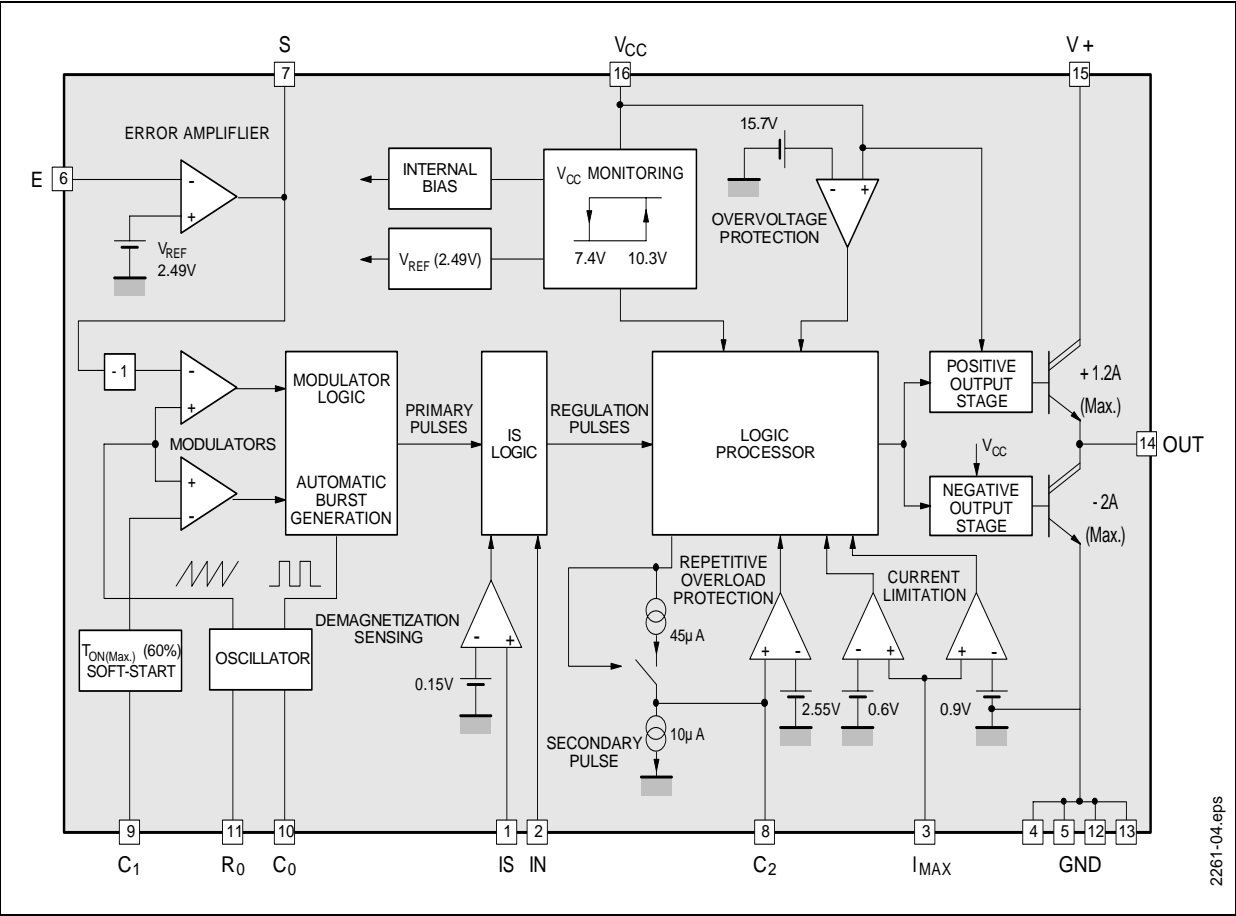 S
VCC
V +
7
16
15
15.7V
ERROR AMPLIFLIER
E
6
-
+
INTERNAL
BIAS
VCC MONITORING
7.4V
10.3V
-
+
OVERVOLTAGE
PROTECTION
VREF
2.49V
VREF (2.49V)
- 1
-
+
MODULATORS
+
-
MODULATOR
LOGIC
AUTOMATIC
BURST
GENERATION
PRIMARY
PULSES
IS
LOGIC
REGULATION
PULSES
LOGIC
PROCESSOR
POSITIVE
OUTPUT
STAGE
+ 1.2A
(Max.)
14
OUT
VCC
NEGATIVE
OUTPUT
STAGE
- 2A
(Max.)
REPETITIVE
OVERLOAD
PROTECTION
CURRENT
LIMITATION
DEMAGNETIZATION
SENSING
-
+
45µ A
+
-
-
+
+
-
TON(Max.) (60%)
SOFT-START
OSCILLATOR
0.15V
2.55V
0.6V
0.9V
SECONDARY
PULSE
10µ A
9
11
10
1
2
8
3
4
5
12
13
C1
R0
C0
IS
IN
C2
IMAX
GND
2261-04.eps